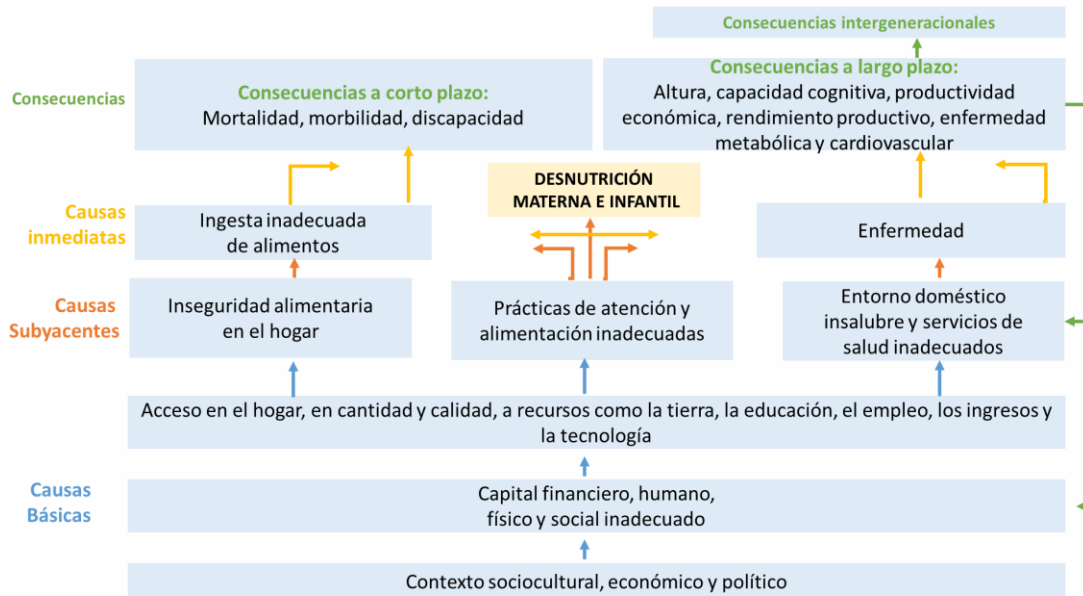 Consecuencias intergeneracionales
Consecuencias
Consecuencias a corto plazo:
Mortalidad, morbilidad, discapacidad
Consecuencias a largo plazo:
Altura, capacidad cognitiva, productividad
económica, rendimiento productivo, enfermedad
metabólica y cardiovascular
DESNUTRICIÓN
MATERNA E INFANTIL
Causas
inmediatas
Ingesta inadecuada
de alimentos
Enfermedad
Causas
Subyacentes
Inseguridad alimentaria
en el hogar
Prácticas de atención y
alimentación inadecuadas
Entorno doméstico
insalubre y servicios de
salud inadecuados
Acceso en el hogar, en cantidad y calidad, a recursos como la tierra, la educación, el empleo, los ingresos y
la tecnología
Causas
Básicas
Capital financiero, humano,
físico y social inadecuado
Contexto sociocultural, económico y político